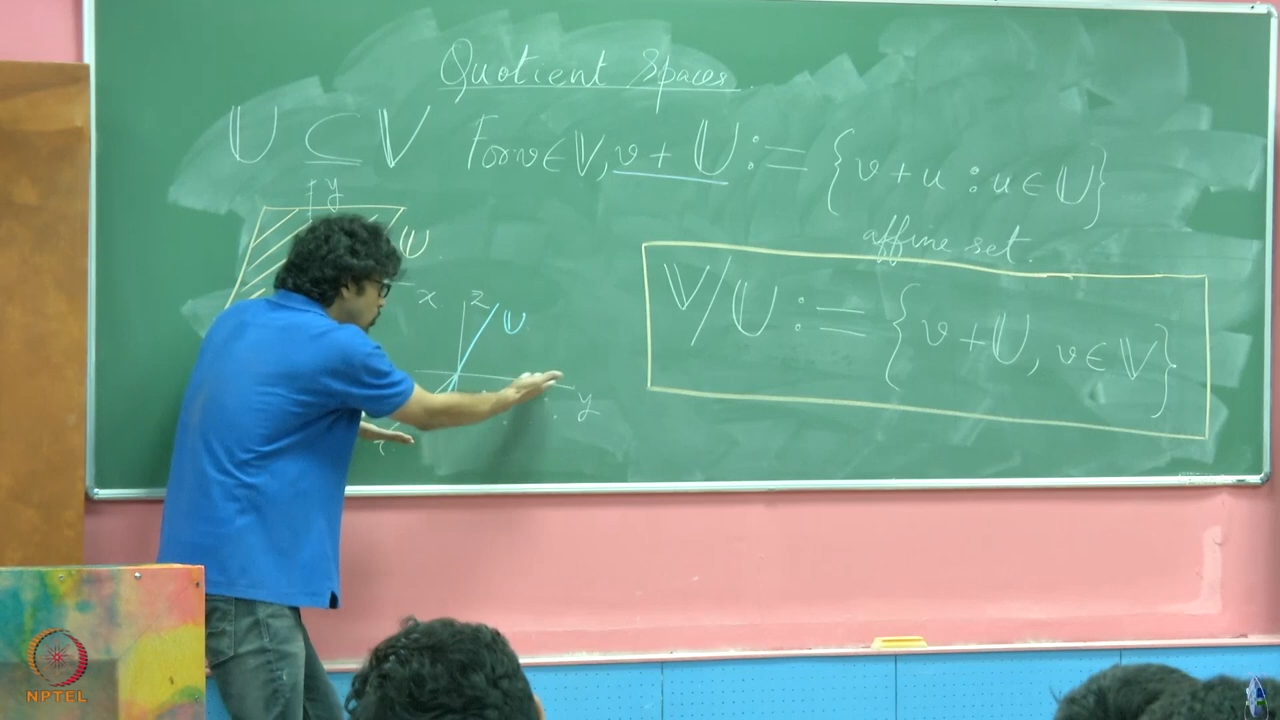 Quotient Spaces.
𝕌 ⊆ 𝕍 For v ∈ 𝕍, v + 𝕌 := {v + u : u ∈ 𝕌}
affine set.
𝕍/𝕌 := {v + 𝕌, v ∈ 𝕍}
y
𝕌
x
z
𝕌
y
NPTEL